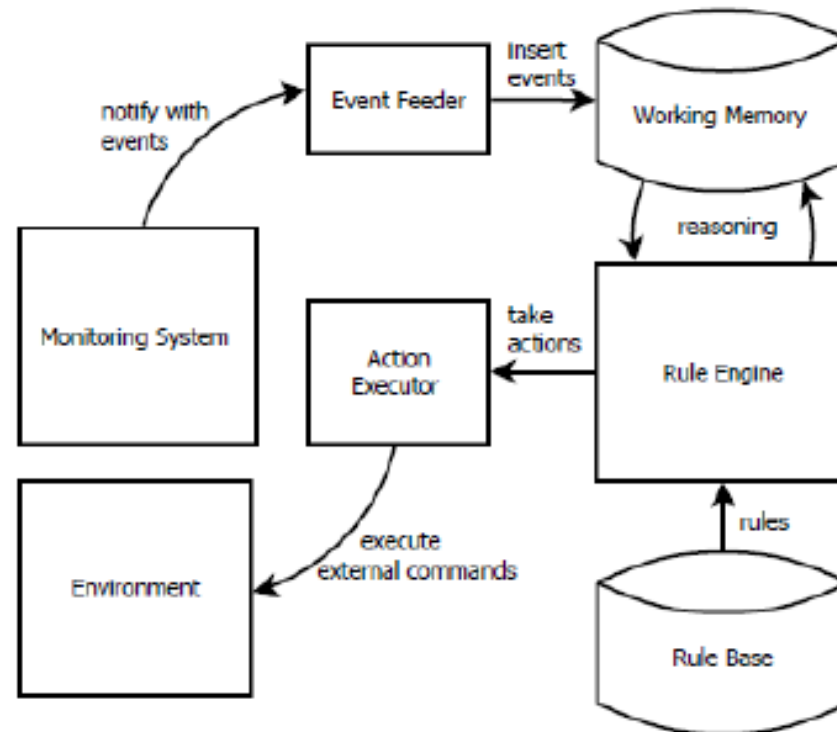 insert
events
Event Feeder
Working Memory
notify with
events
reasoning
Monitoring System
take
actions
Action
Executor
Rule Engine
rules
execute
external commands
Environment
Rule Base